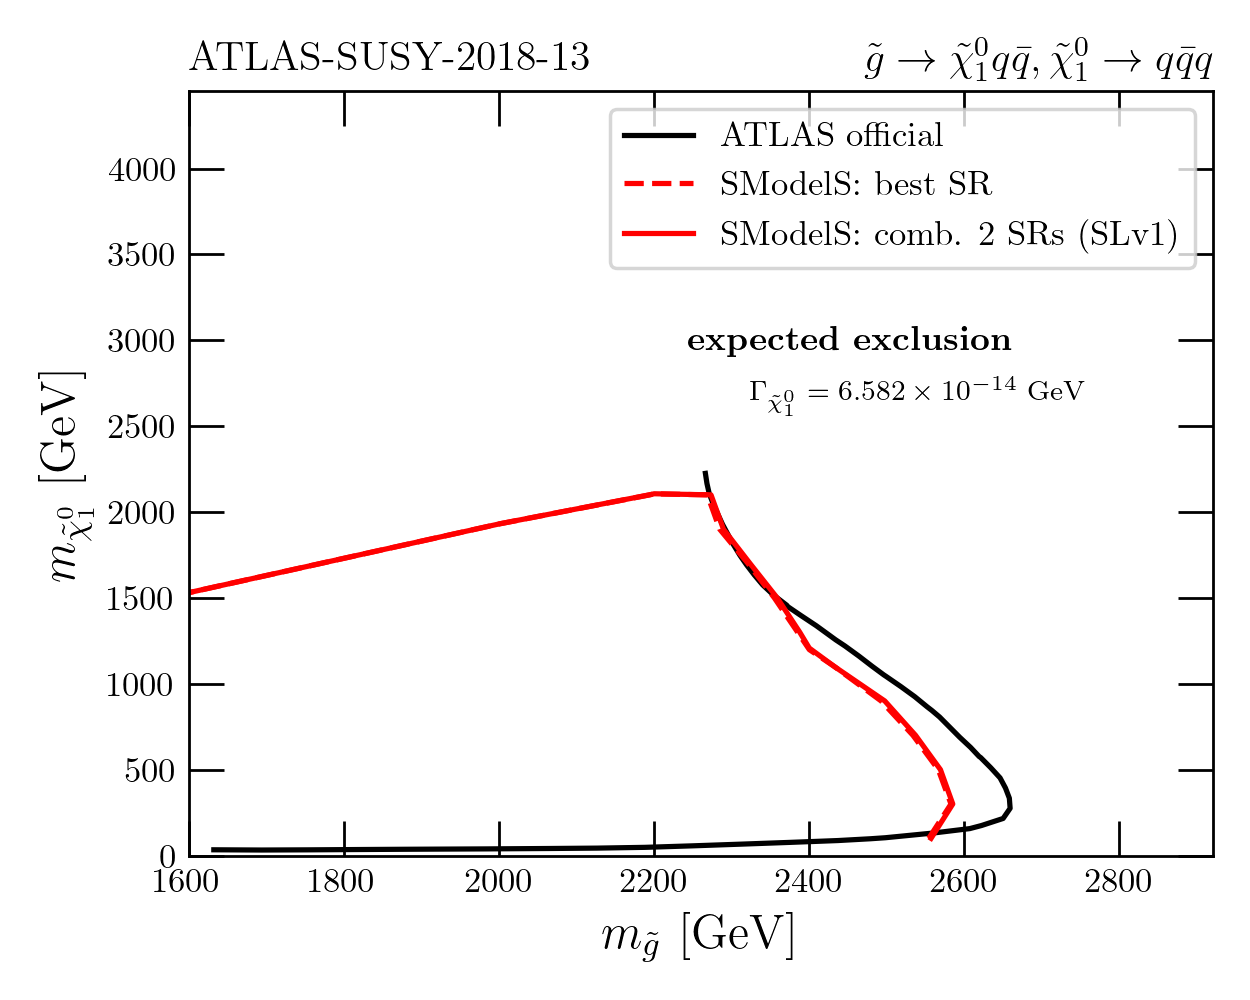 ATLAS-SUSY-2018-13
g̃ → χ̃₁⁰qq̄, χ̃₁⁰ → qq̄q
ATLAS official
SModelS: best SR
SModelS: comb. 2 SRs (SLv1)
expected exclusion
Γ_χ̃₁⁰ = 6.582 × 10⁻¹⁴ GeV
m_χ̃₁⁰ [GeV]
4000
3500
3000
2500
2000
1500
1000
500
0
1600 1800 2000 2200 2400 2600 2800
m_g̃ [GeV]